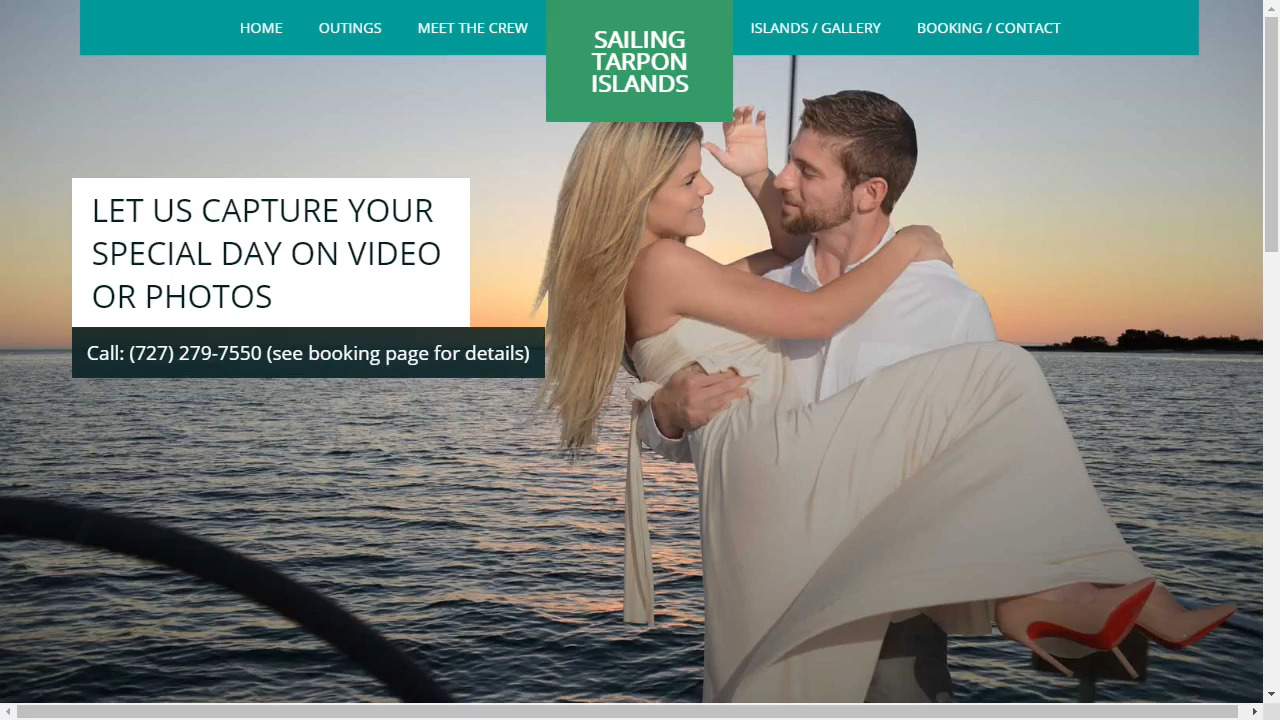 HOME OUTINGS MEET THE CREW
SAILING
TARPON
ISLANDS
ISLANDS / GALLERY BOOKING / CONTACT
LET US CAPTURE YOUR
SPECIAL DAY ON VIDEO
OR PHOTOS
Call: (727) 279-7550 (see booking page for details)